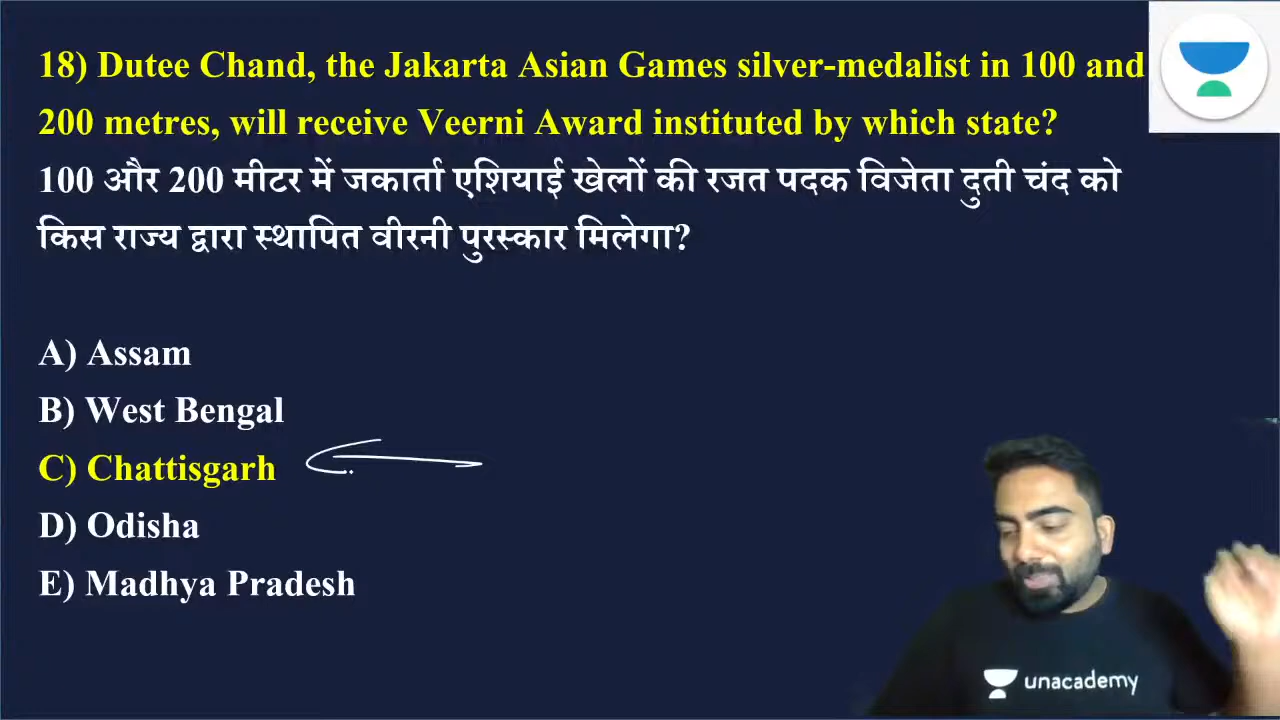 18) Dutee Chand, the Jakarta Asian Games silver-medalist in 100 and
200 metres, will receive Veerni Award instituted by which state?
100 और 200 मीटर में जकार्ता एशियाई खेलों की रजत पदक विजेता दुती चंद को
किस राज्य द्वारा स्थापित वीरनी पुरस्कार मिलेगा?
A) Assam
B) West Bengal
C) Chattisgarh
D) Odisha
E) Madhya Pradesh
unacademy